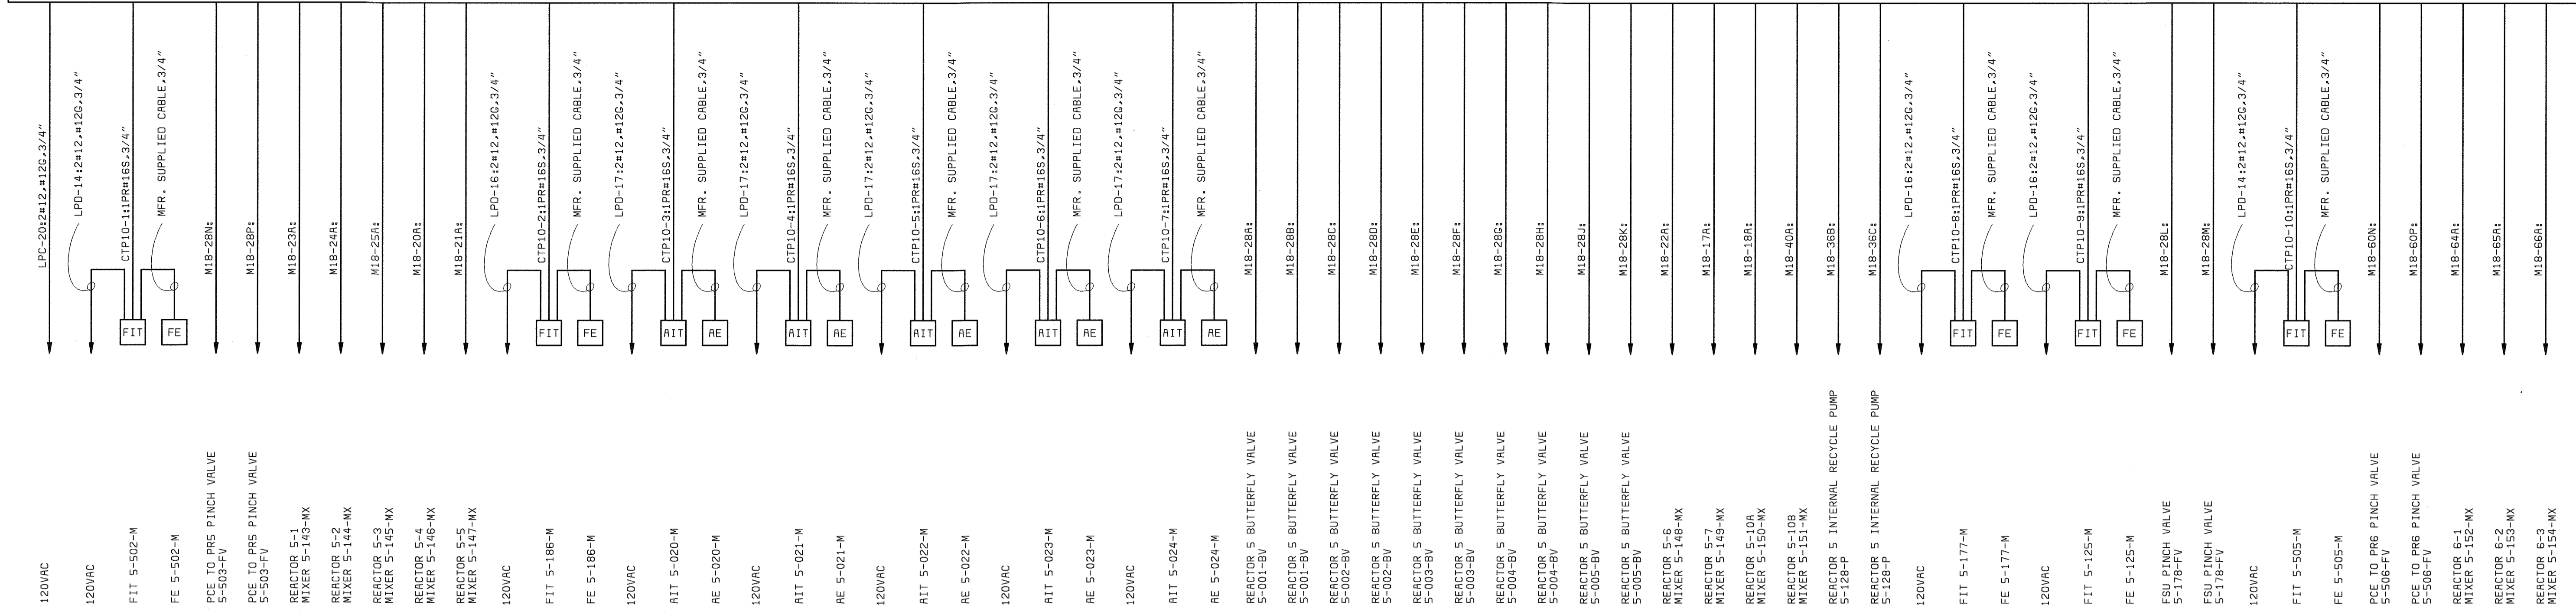 LPC-20:2#12,#12G,3/4"
LPD-14:2#12,#12G,3/4"
CTP10-1:1PR#16S,3/4"
MFR. SUPPLIED CABLE,3/4"
M18-28N:
M18-28P:
M18-23A:
M18-24A:
M18-25A:
M18-20A:
M18-21A:
LPD-16:2#12,#12G,3/4"
CTP10-2:1PR#16S,3/4"
MFR. SUPPLIED CABLE,3/4"
LPD-17:2#12,#12G,3/4"
CTP10-3:1PR#16S,3/4"
MFR. SUPPLIED CABLE,3/4"
LPD-17:2#12,#12G,3/4"
CTP10-4:1PR#16S,3/4"
MFR. SUPPLIED CABLE,3/4"
LPD-17:2#12,#12G,3/4"
CTP10-5:1PR#16S,3/4"
MFR. SUPPLIED CABLE,3/4"
LPD-17:2#12,#12G,3/4"
CTP10-6:1PR#16S,3/4"
MFR. SUPPLIED CABLE,3/4"
LPD-17:2#12,#12G,3/4"
CTP10-7:1PR#16S,3/4"
MFR. SUPPLIED CABLE,3/4"
M18-28A:
M18-28B:
M18-28C:
M18-28D:
M18-28E:
M18-28F:
M18-28G:
M18-28H:
M18-28J:
M18-28K:
M18-22A:
M18-17A:
M18-18A:
M18-40A:
M18-36B:
M18-36C:
LPD-16:2#12,#12G,3/4"
CTP10-8:1PR#16S,3/4"
MFR. SUPPLIED CABLE,3/4"
LPD-16:2#12,#12G,3/4"
CTP10-9:1PR#16S,3/4"
MFR. SUPPLIED CABLE,3/4"
M18-28L:
M18-28M:
LPD-14:2#12,#12G,3/4"
CTP10-10:1PR#16S,3/4"
MFR. SUPPLIED CABLE,3/4"
M18-60N:
M18-60P:
M18-64A:
M18-65A:
M18-66A:
FIT
FE
FIT
FE
AIT
AE
AIT
AE
AIT
AE
AIT
AE
AIT
AE
FIT
FE
FIT
FE
FIT
FE
120VAC
120VAC
FIT 5-502-M
FE 5-502-M
PCE TO PR5 PINCH VALVE
5-503-FV
PCE TO PR5 PINCH VALVE
5-503-FV
REACTOR 5-1
MIXER 5-143-MX
REACTOR 5-2
MIXER 5-144-MX
REACTOR 5-3
MIXER 5-145-MX
REACTOR 5-4
MIXER 5-146-MX
REACTOR 5-5
MIXER 5-147-MX
120VAC
FIT 5-186-M
FE 5-186-M
120VAC
AIT 5-020-M
AE 5-020-M
120VAC
AIT 5-021-M
AE 5-021-M
120VAC
AIT 5-022-M
AE 5-022-M
120VAC
AIT 5-023-M
AE 5-023-M
120VAC
AIT 5-024-M
AE 5-024-M
REACTOR 5 BUTTERFLY VALVE
5-001-BV
REACTOR 5 BUTTERFLY VALVE
5-001-BV
REACTOR 5 BUTTERFLY VALVE
5-002-BV
REACTOR 5 BUTTERFLY VALVE
5-002-BV
REACTOR 5 BUTTERFLY VALVE
5-003-BV
REACTOR 5 BUTTERFLY VALVE
5-003-BV
REACTOR 5 BUTTERFLY VALVE
5-004-BV
REACTOR 5 BUTTERFLY VALVE
5-004-BV
REACTOR 5 BUTTERFLY VALVE
5-005-BV
REACTOR 5 BUTTERFLY VALVE
5-005-BV
REACTOR 5-6
MIXER 5-148-MX
REACTOR 5-7
MIXER 5-149-MX
REACTOR 5-10A
MIXER 5-150-MX
REACTOR 5-10B
MIXER 5-151-MX
REACTOR 5 INTERNAL RECYCLE PUMP
5-128-P
REACTOR 5 INTERNAL RECYCLE PUMP
5-128-P
120VAC
FIT 5-177-M
FE 5-177-M
120VAC
FIT 5-125-M
FE 5-125-M
FSU PINCH VALVE
5-178-FV
FSU PINCH VALVE
5-178-FV
120VAC
FIT 5-505-M
FE 5-505-M
PCE TO PR6 PINCH VALVE
5-506-FV
PCE TO PR6 PINCH VALVE
5-506-FV
REACTOR 6-1
MIXER 5-152-MX
REACTOR 6-2
MIXER 5-153-MX
REACTOR 6-3
MIXER 5-154-MX